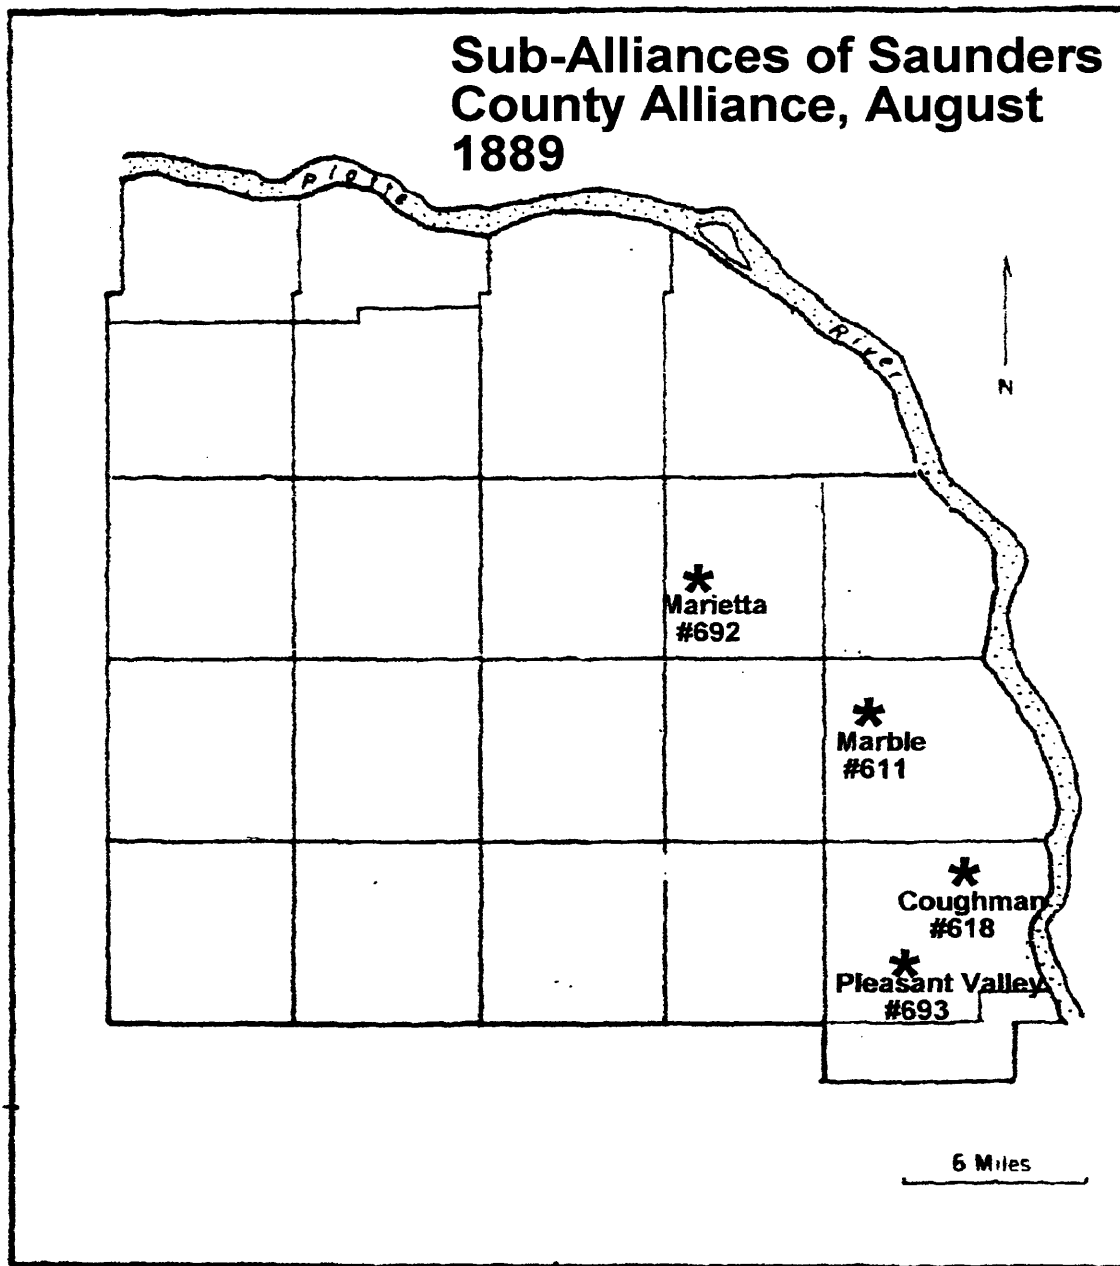 Sub-Alliances of Saunders
County Alliance, August
1889
Platte
River
N
*
Marietta
#692
*
Marble
#611
*
Coughman
#618
*
Pleasant Valley
#693
6 Miles